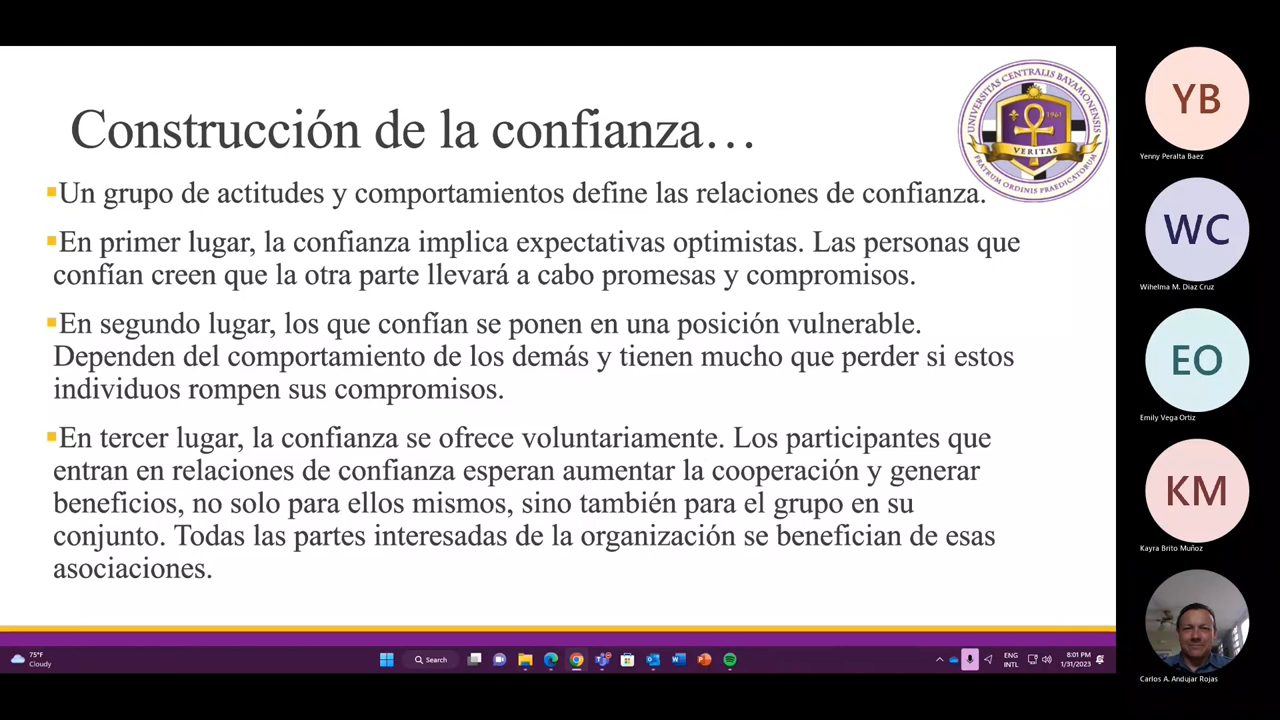 Construcción de la confianza…
UNIVERSITAS CENTRALIS BAYAMONENSIS
1961
VERITAS
FRATRUM ORDINIS PRAEDICATORUM
Un grupo de actitudes y comportamientos define las relaciones de confianza.
En primer lugar, la confianza implica expectativas optimistas. Las personas que
confían creen que la otra parte llevará a cabo promesas y compromisos.
En segundo lugar, los que confían se ponen en una posición vulnerable.
Dependen del comportamiento de los demás y tienen mucho que perder si estos
individuos rompen sus compromisos.
En tercer lugar, la confianza se ofrece voluntariamente. Los participantes que
entran en relaciones de confianza esperan aumentar la cooperación y generar
beneficios, no solo para ellos mismos, sino también para el grupo en su
conjunto. Todas las partes interesadas de la organización se benefician de esas
asociaciones.
YB
Yenny Peralta Baez
WC
Wihelma M. Diaz Cruz
EO
Emily Vega Ortiz
KM
Kayra Brito Muñoz
Carlos A. Andujar Rojas
75°F
Cloudy
Search
ENG
INTL
8:01 PM
1/31/2023